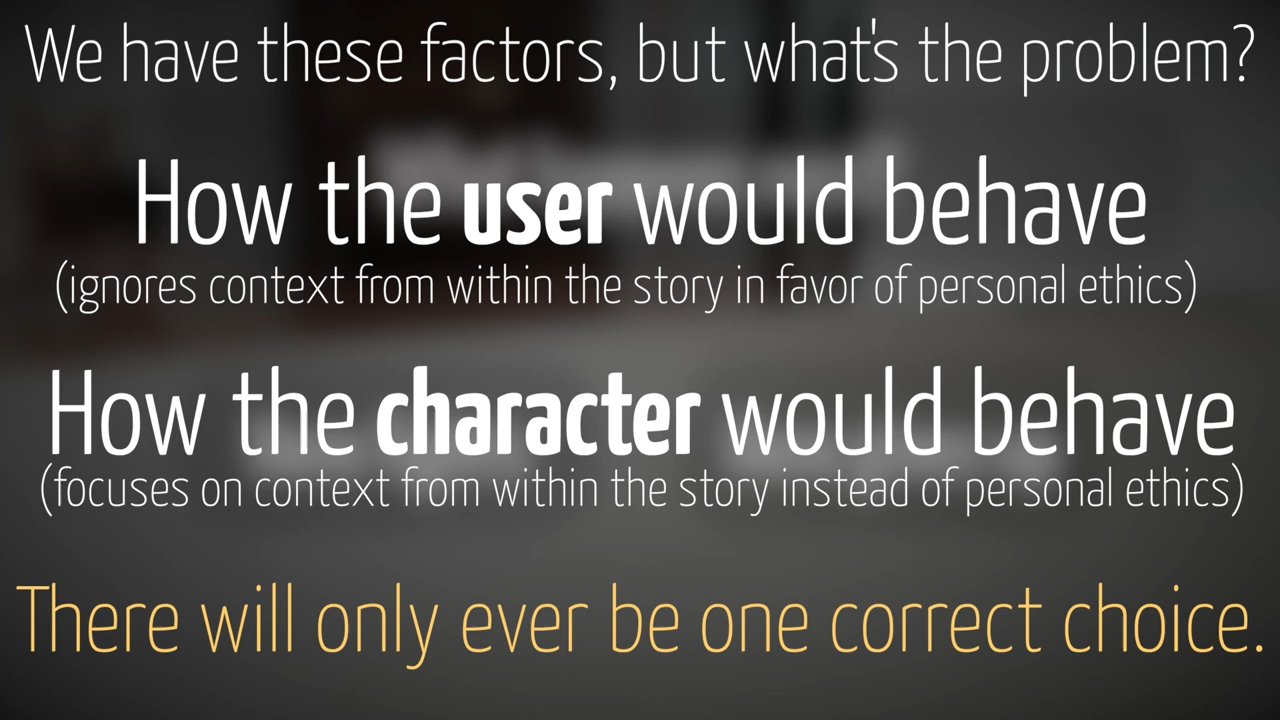 We have these factors, but what's the problem?
How the user would behave
(ignores context from within the story in favor of personal ethics)
How the character would behave
(focuses on context from within the story instead of personal ethics)
There will only ever be one correct choice.